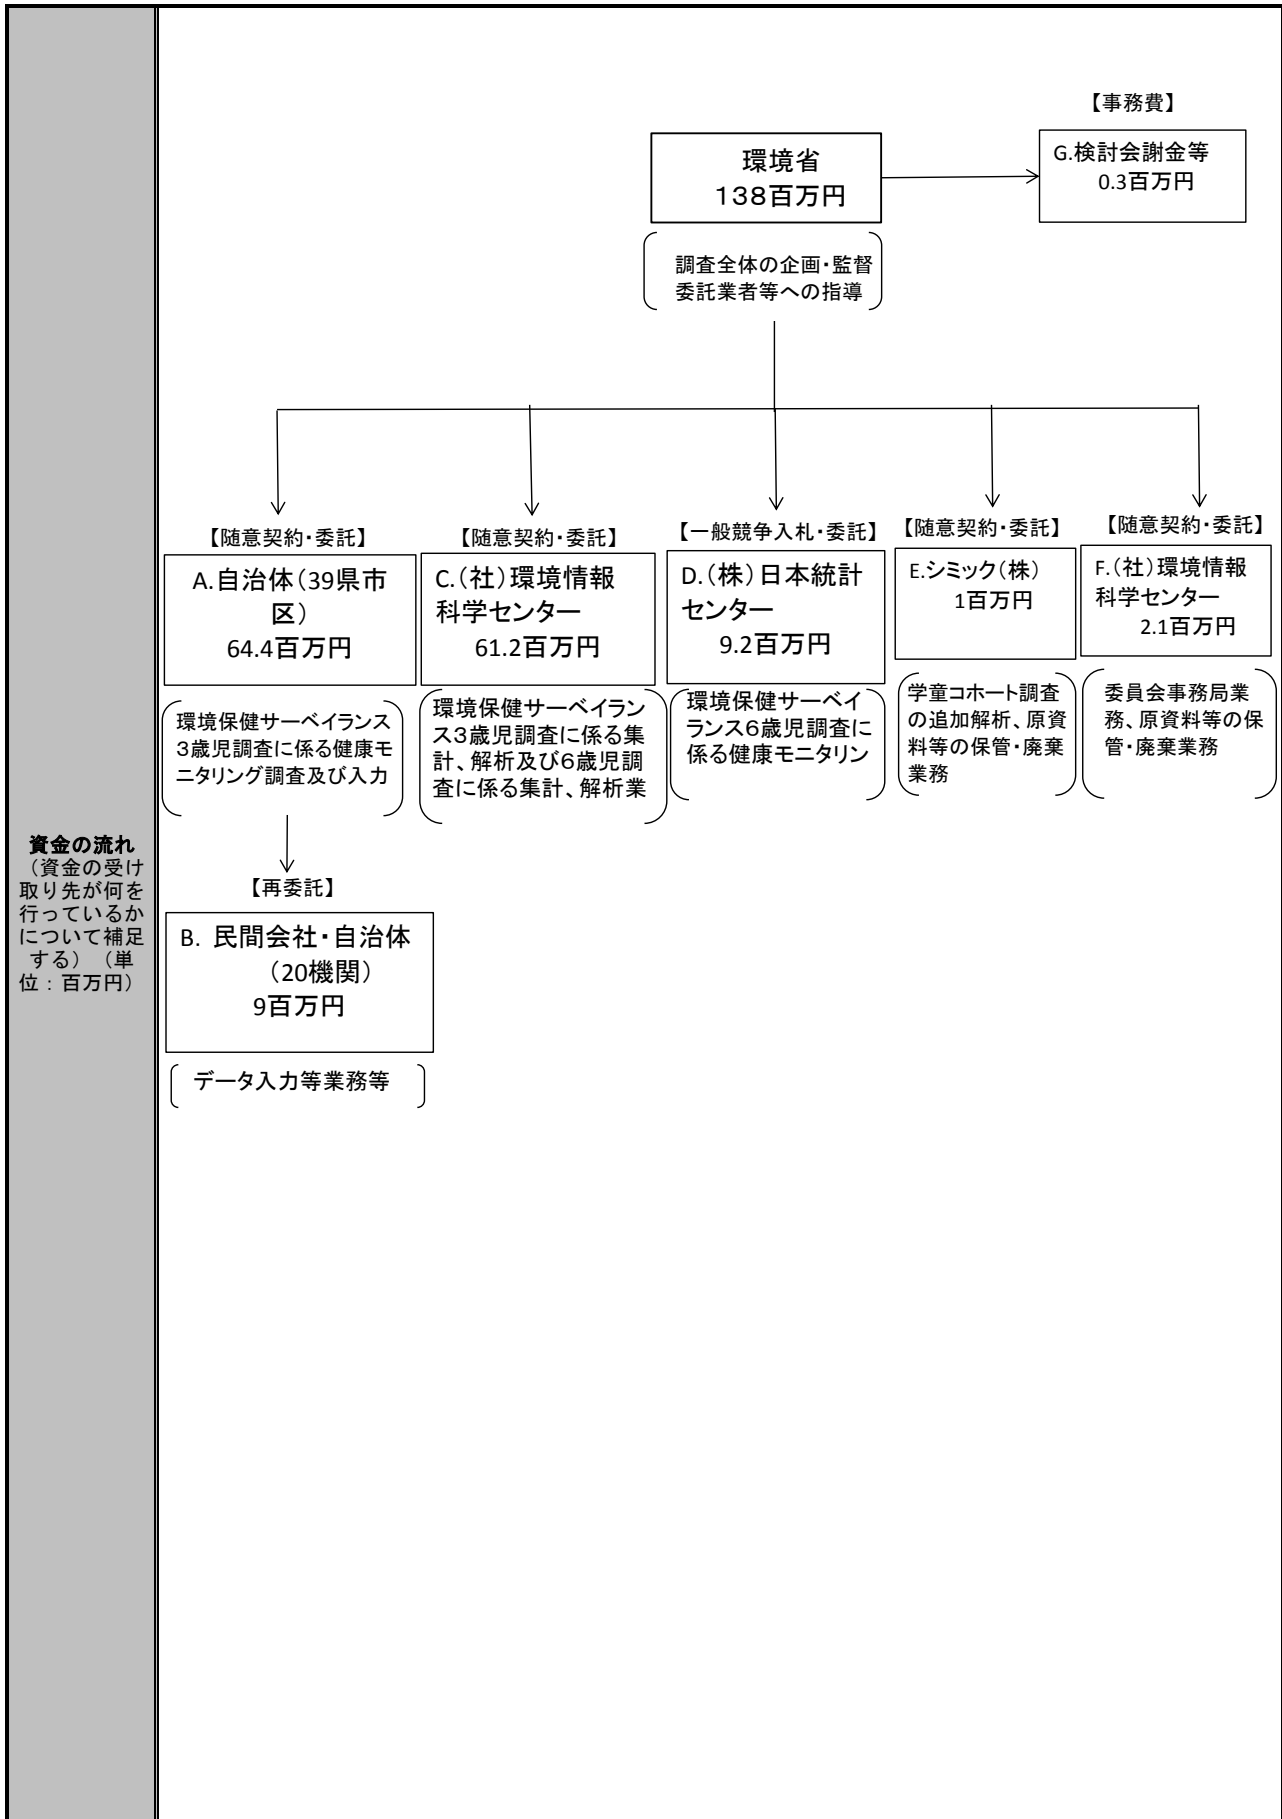 資金の流れ
（資金の受け
取り先が何を
行っているか
について補足
する）（単
位：百万円）
【事務費】
環境省
138百万円
G.検討会謝金等
0.3百万円
調査全体の企画・監督
委託業者等への指導
【随意契約・委託】
A.自治体（39県市
区）
64.4百万円
環境保健サーベイランス
3歳児調査に係る健康モ
ニタリング調査及び入力
【随意契約・委託】
C.（社）環境情報
科学センター
61.2百万円
環境保健サーベイラン
ス3歳児調査に係る集
計、解析及び6歳児調
査に係る集計、解析業
【一般競争入札・委託】
D.（株）日本統計
センター
9.2百万円
環境保健サーベイ
ランス6歳児調査に
係る健康モニタリン
【随意契約・委託】
E.シミック（株）
1百万円
学童コホート調査
の追加解析、原資
料等の保管・廃棄
業務
【随意契約・委託】
F.（社）環境情報
科学センター
2.1百万円
委員会事務局業
務、原資料等の保
管・廃棄業務
【再委託】
B. 民間会社・自治体
（20機関）
9百万円
データ入力等業務等